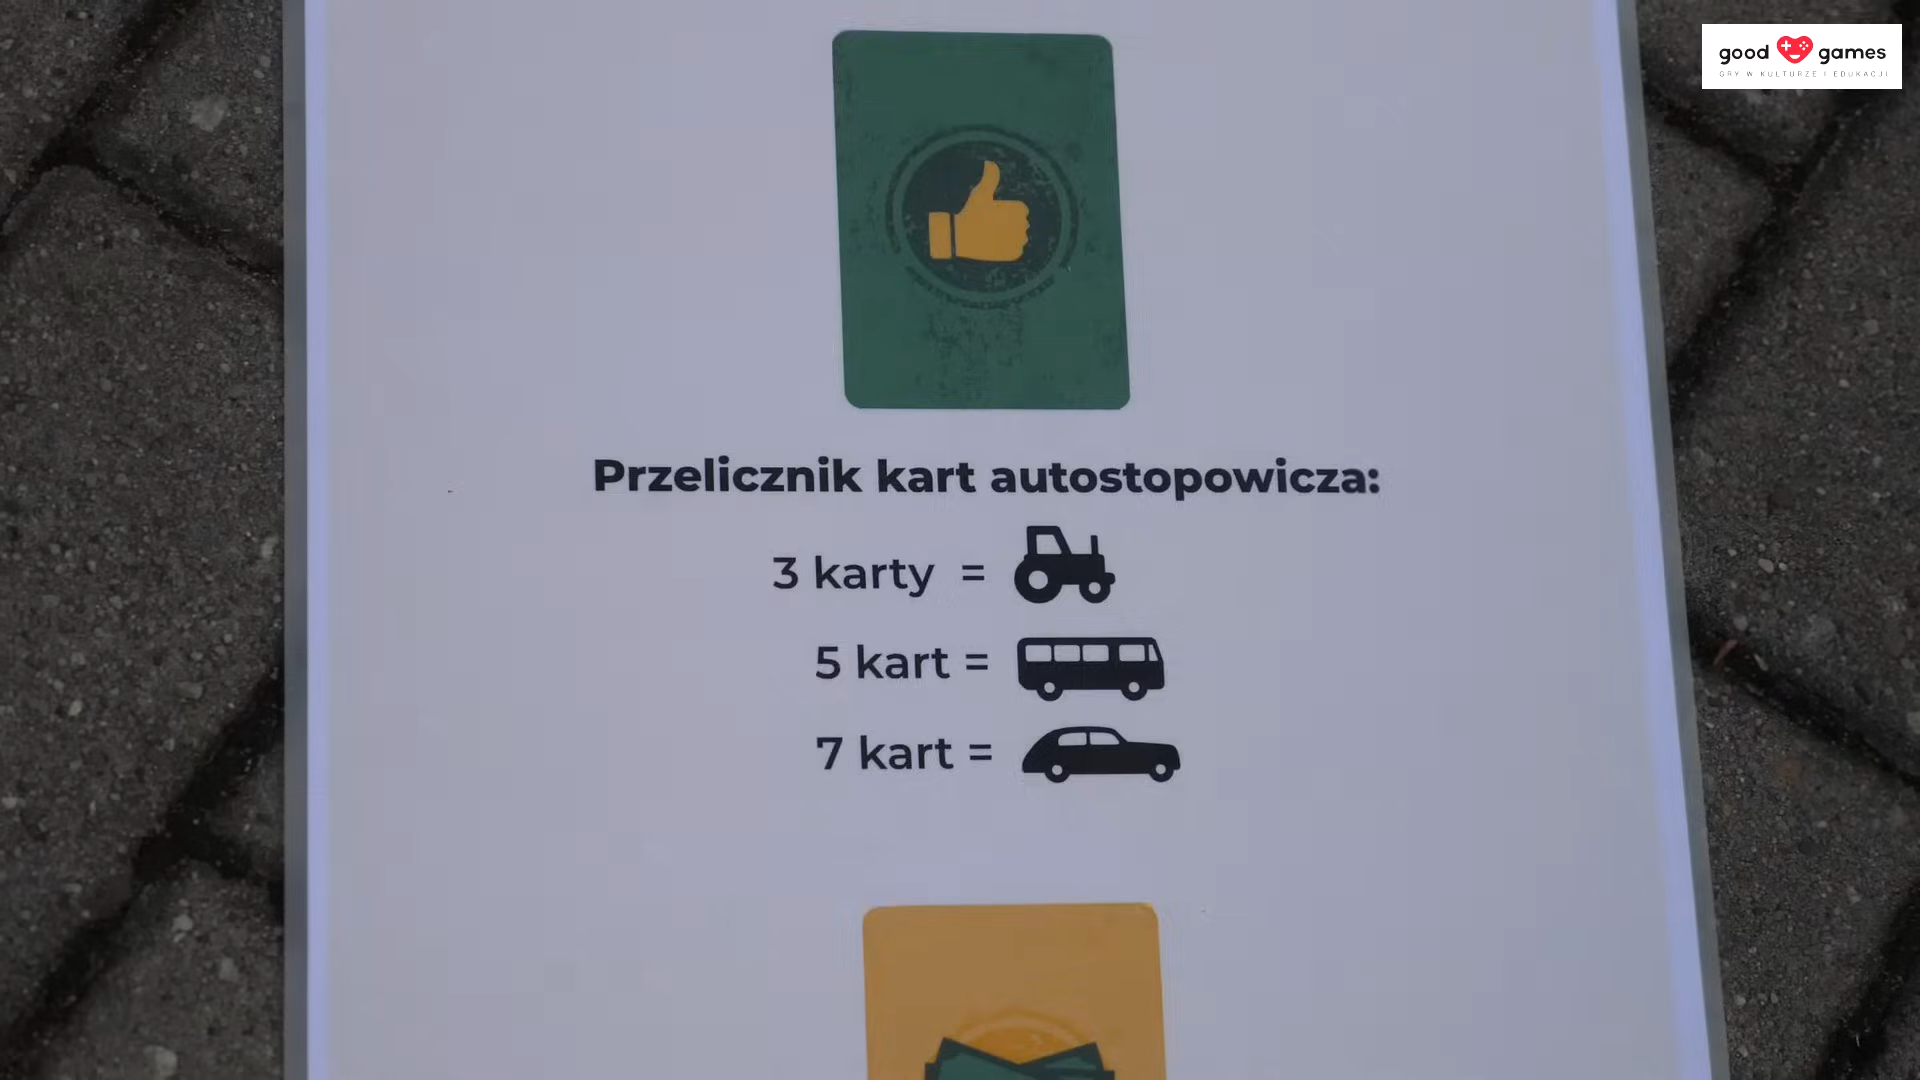 good games
GRY W KULTURZE I EDUKACJI
Przelicznik kart autostopowicza:
3 karty =
5 kart =
7 kart =